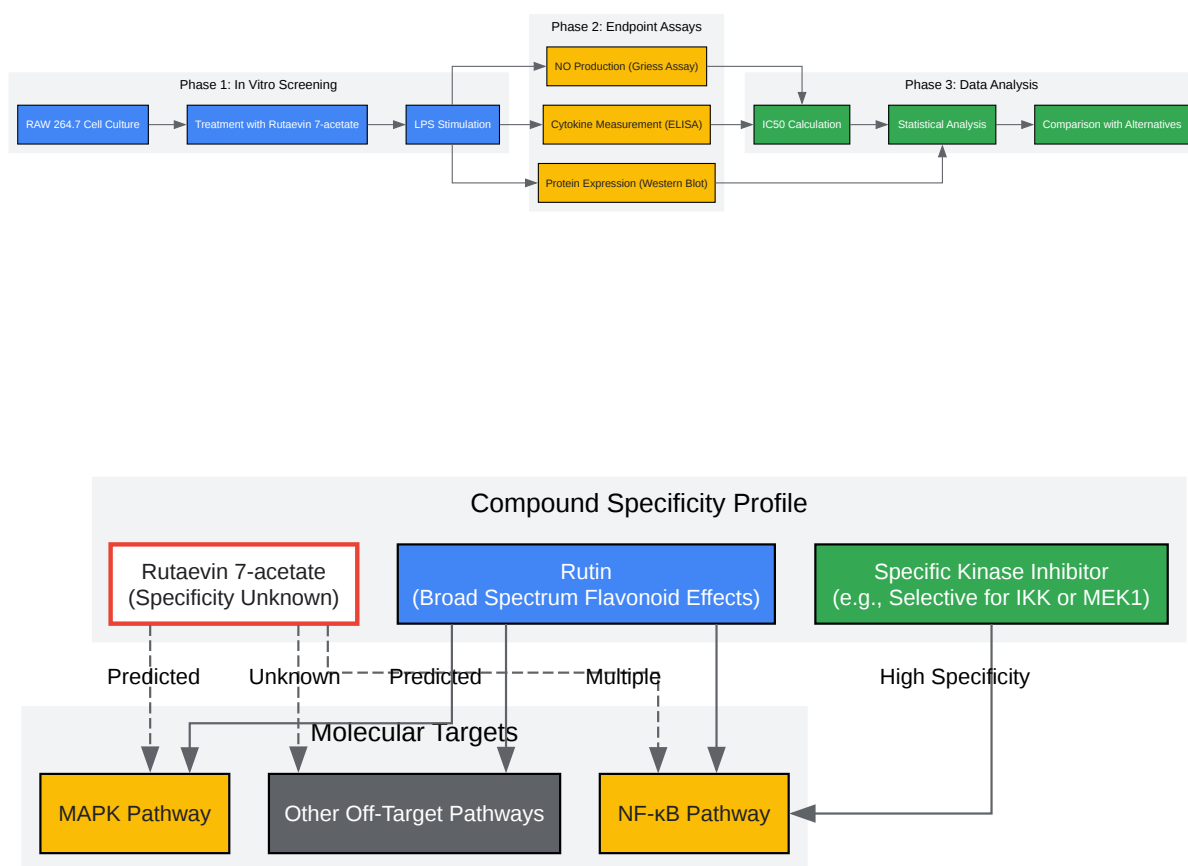 Phase 2: Endpoint Assays
Phase 1: In Vitro Screening
NO Production (Griess Assay)
Phase 3: Data Analysis
RAW 264.7 Cell Culture
Treatment with Rutaevin 7-acetate
LPS Stimulation
Cytokine Measurement (ELISA)
IC50 Calculation
Statistical Analysis
Comparison with Alternatives
Protein Expression (Western Blot)
Compound Specificity Profile
Rutaevin 7-acetate
(Specificity Unknown)
Rutin
(Broad Spectrum Flavonoid Effects)
Specific Kinase Inhibitor
(e.g., Selective for IKK or MEK1)
Predicted
Unknown
Predicted
Multiple
High Specificity
Molecular Targets
MAPK Pathway
Other Off-Target Pathways
NF-κB Pathway